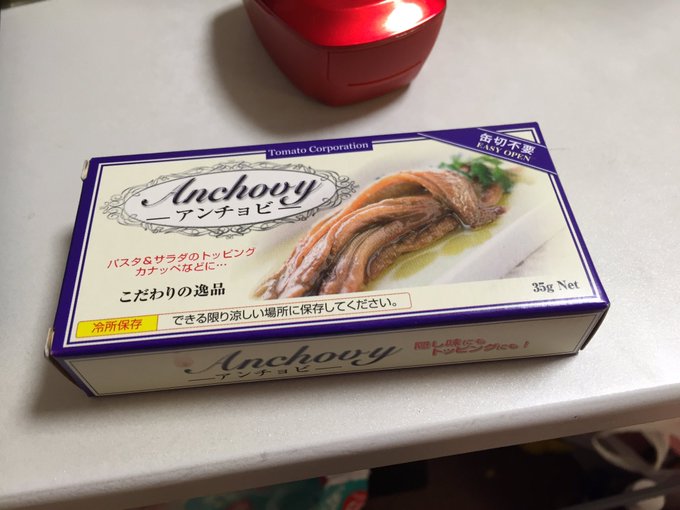 Tomato Corporation
缶切不要
EASY OPEN
Anchovy
アンチョビ
パスタ&サラダのトッピング
カナッペなどに…
こだわりの逸品
35g Net
冷所保存
できる限り涼しい場所に保存してください。
Anchovy
アンチョビ
隠し味にも
トッピングにも!